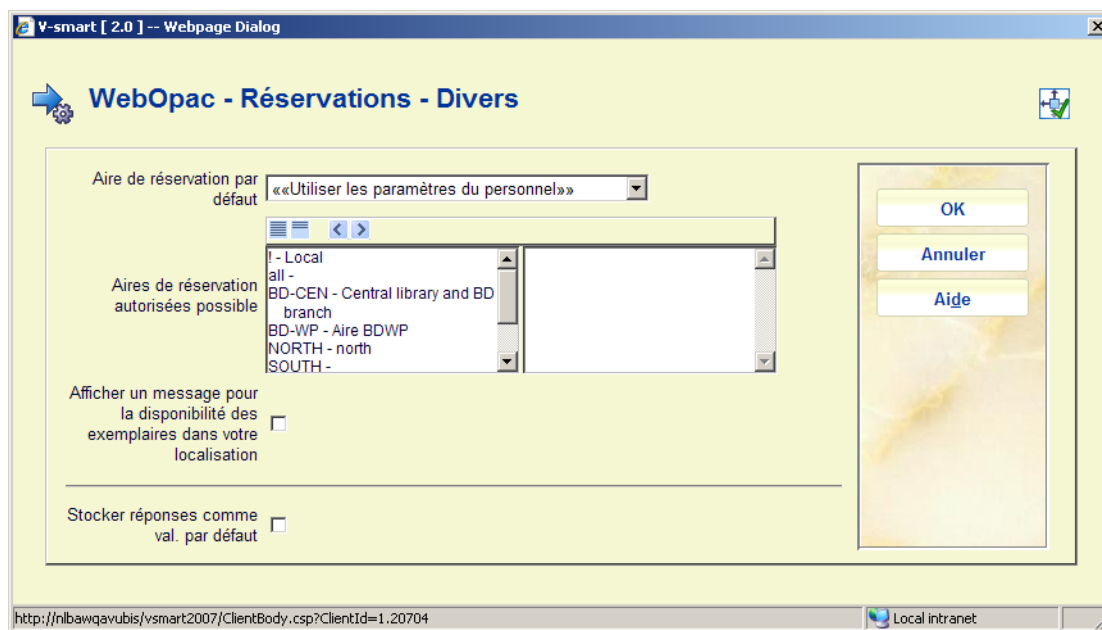 V-smart [ 2.0 ] -- Webpage Dialog
WebOpac - Réservations - Divers
Aire de réservation par
défaut
««Utiliser les paramètres du personnel»»
Aires de réservation
autorisées possible
! - Local
all -
BD-CEN - Central library and BD
branch
BD-WP - Aire BDWP
NORTH - north
SOUTH -
Afficher un message pour
la disponibilité des
exemplaires dans votre
localisation
Stocker réponses comme
val. par défaut
OK
Annuler
Aide
http://nlbawqavubis/vsmart2007/ClientBody.csp?ClientId=1.20704
Local intranet